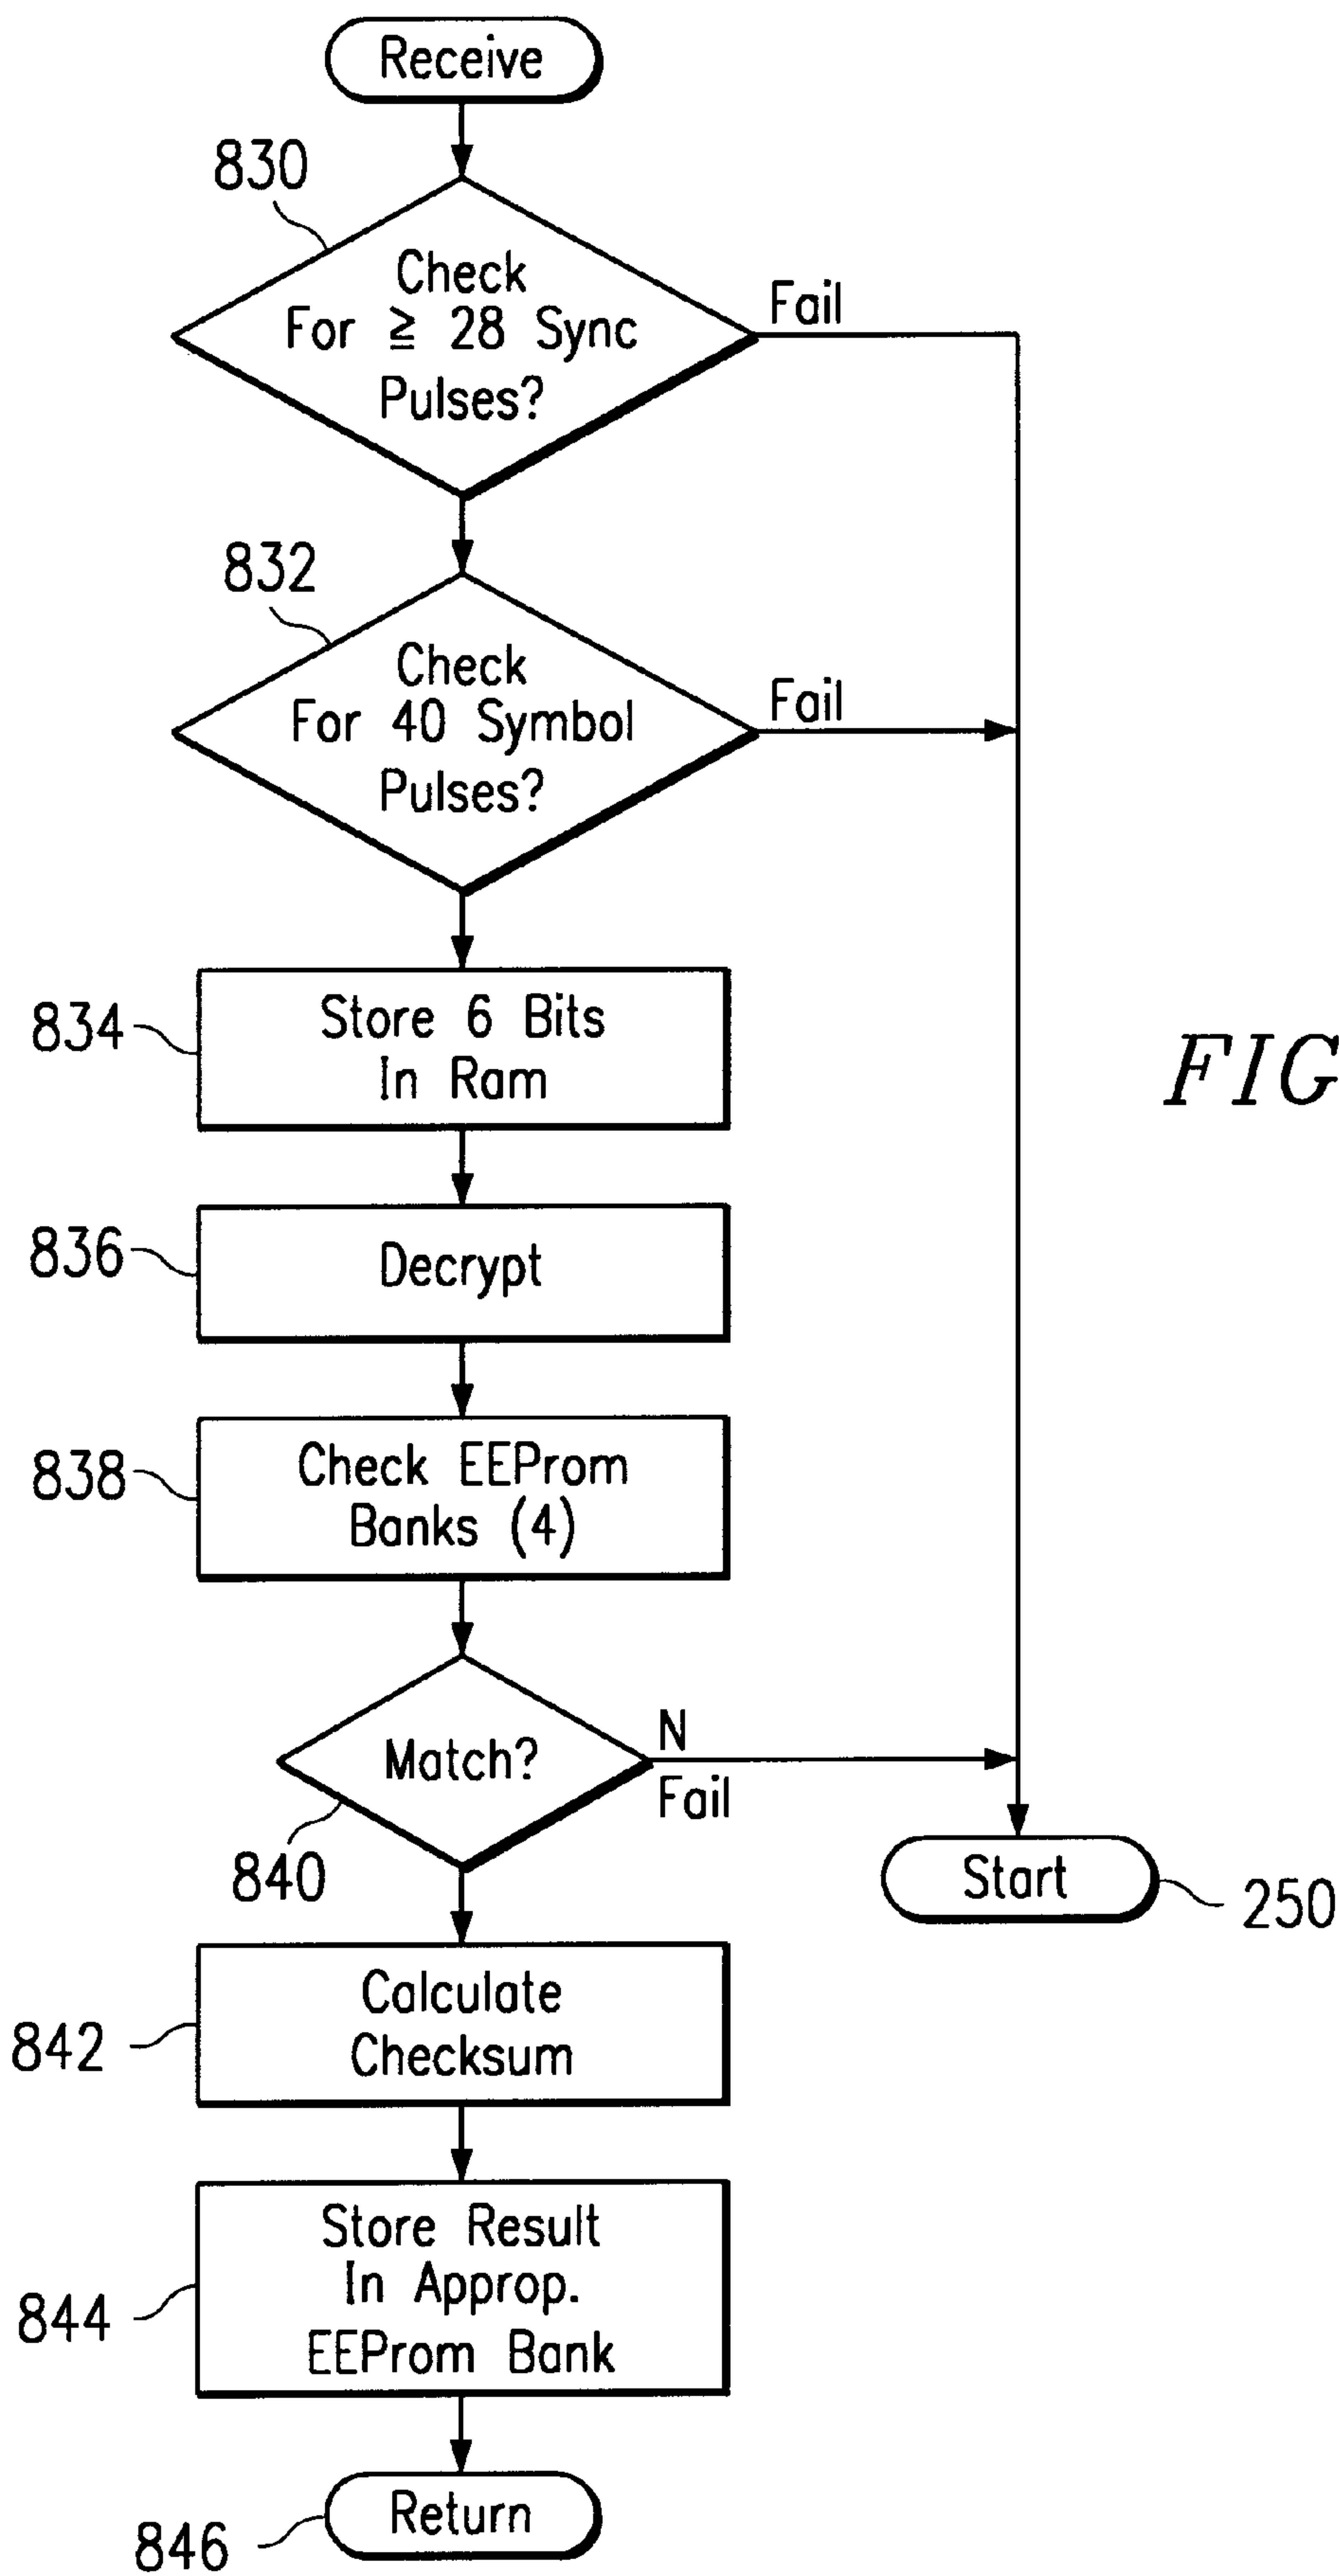 Receive
830
Check
For ≧ 28 Sync
Pulses?
Fail
832
Check
For 40 Symbol
Pulses?
Fail
834
Store 6 Bits
In Ram
FIG
836
Decrypt
838
Check EEProm
Banks (4)
Match?
N
Fail
840
Start
250
842
Calculate
Checksum
844
Store Result
In Approp.
EEProm Bank
Return
846